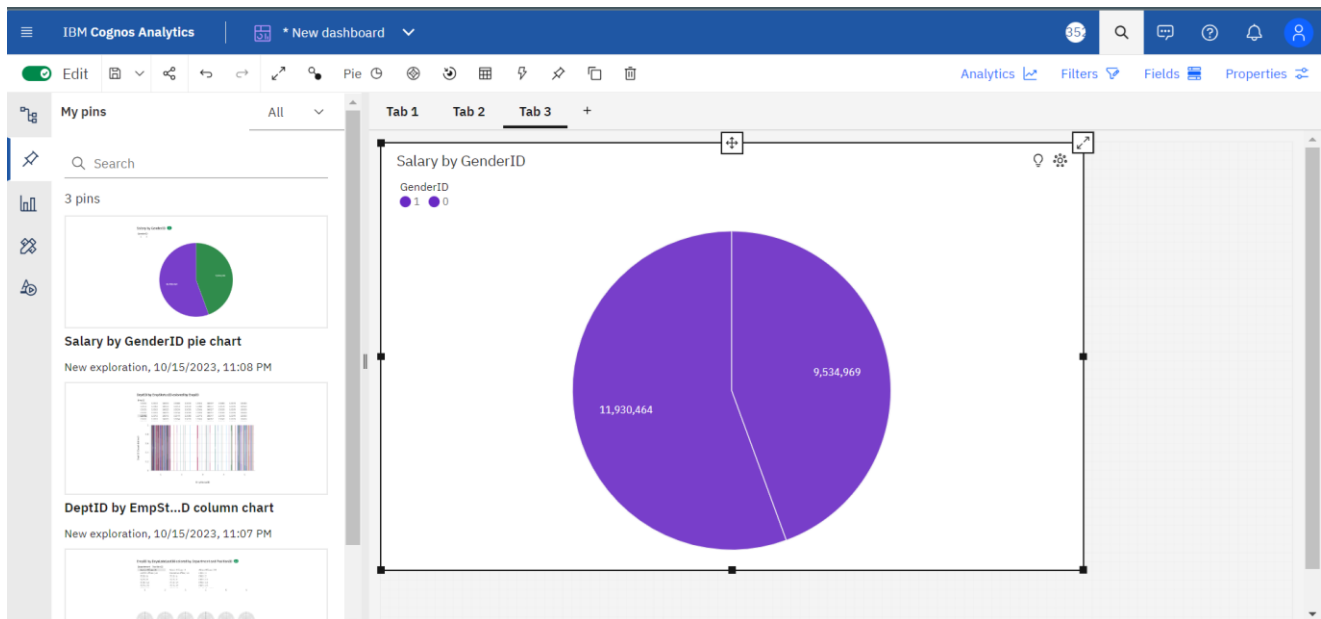 IBM Cognos Analytics
* New dashboard
352
Edit
Pie
Analytics
Filters
Fields
Properties
My pins
All
Tab 1 Tab 2 Tab 3 +
Search
3 pins
Salary by GenderID pie chart
New exploration, 10/15/2023, 11:08 PM
DeptID by EmpSt...D column chart
New exploration, 10/15/2023, 11:07 PM
Salary by GenderID
GenderID
1 0
9,534,969
11,930,464